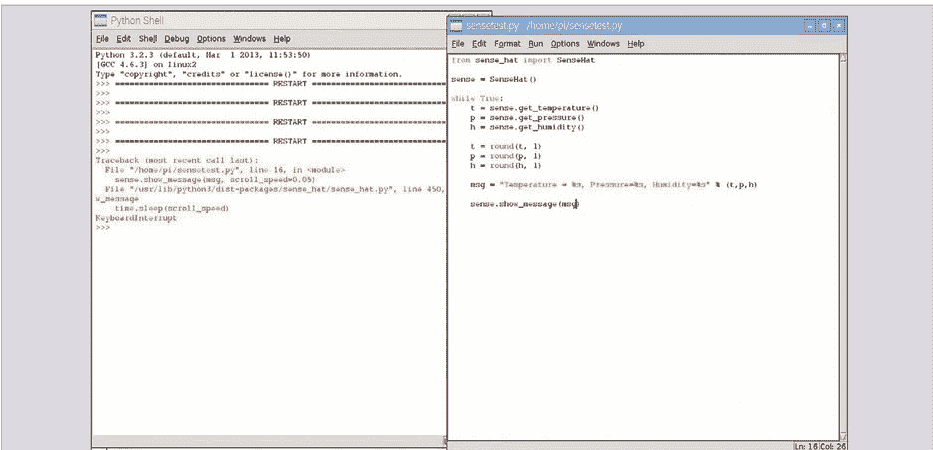 Python Shell
File Edit Shell Debug Options Windows Help
Python 3.2.3 (default, Mar 1 2013, 11:53:50)
[GCC 4.6.3] on linux2
Type "copyright", "credits" or "license()" for more information.
>>> ================================ RESTART ================================
>>>
>>> ================================ RESTART ================================
>>>
>>> ================================ RESTART ================================
>>>
>>> ================================ RESTART ================================
>>>
Traceback (most recent call last):
File "/home/pi/sensetest.py", line 16, in <module>
sense.show_message(msg, scroll_speed=0.05)
File "/usr/lib/python3/dist-packages/sense_hat/sense_hat.py", line 450,
w_message
time.sleep(scroll_speed)
KeyboardInterrupt
>>>
sensetest.py /home/pi/sensetest.py
File Edit Format Run Options Windows Help
from sense_hat import SenseHat
sense = SenseHat()
while True:
t = sense.get_temperature()
p = sense.get_pressure()
h = sense.get_humidity()
t = round(t, 1)
p = round(p, 1)
h = round(h, 1)
msg = "Temperature = %s, Pressure=%s, Humidity=%s" % (t,p,h)
sense.show_message(msg
Ln: 16 Col: 26